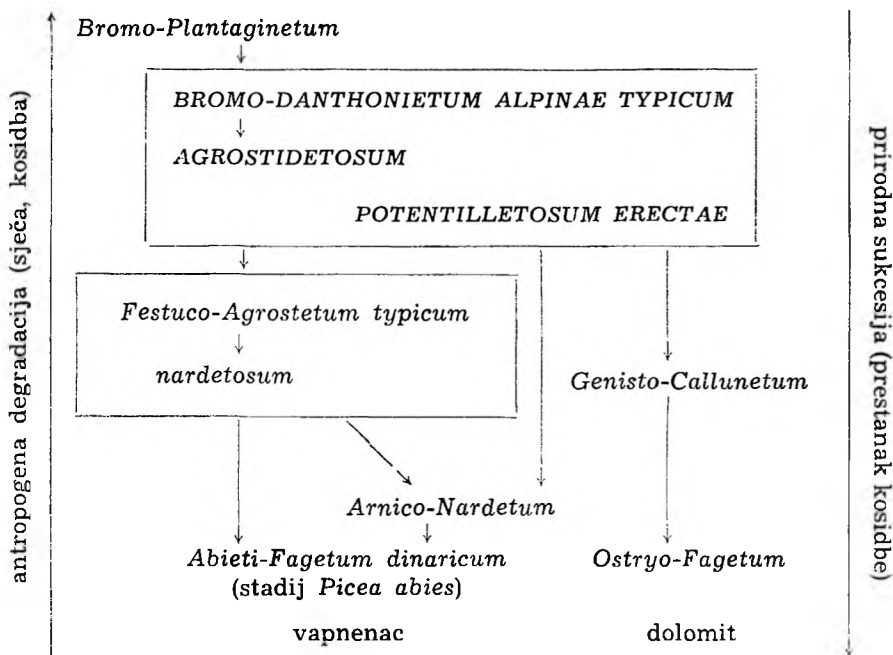 antropogena degradacija (sječa, kosidba)
Bromo-Plantaginetum
BROMO-DANTHONIETUM ALPINAE TYPICUM
AGROSTIDETOSUM
POTENTILLETOSUM ERECTAE
Festuco-Agrostetum typicum
nardetosum
Genisto-Callunetum
Arnico-Nardetum
Abieti-Fagetum dinaricum
(stadij Picea abies)
Ostryo-Fagetum
vapnenac
dolomit
prirodna sukcesija (prestanak kosidbe)